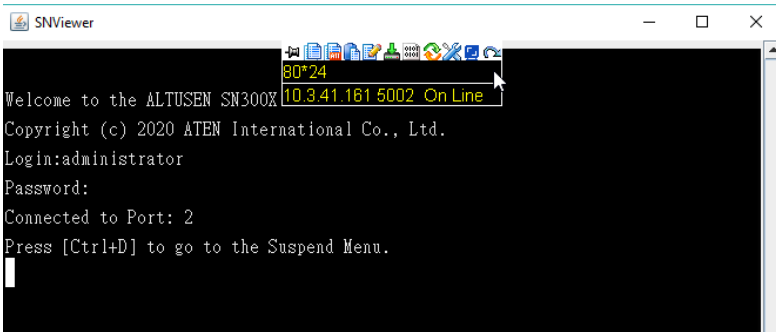 SNViewer
80*24
10.3.41.161 5002 On Line
Welcome to the ALTUSEN SN300X
Copyright (c) 2020 ATEN International Co., Ltd.
Login:administrator
Password:
Connected to Port: 2
Press [Ctrl+D] to go to the Suspend Menu.